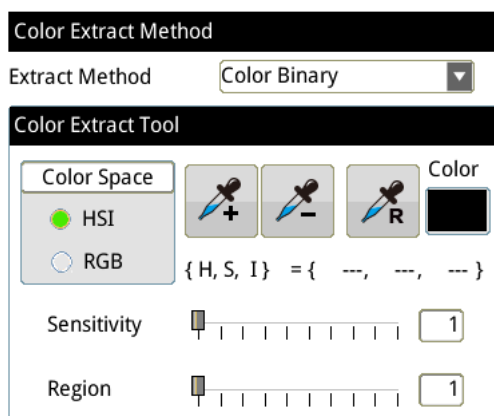 Color Extract Method
Extract Method Color Binary
Color Extract Tool
Color Space
Color
HSI
+ - R
RGB
{ H, S, I } = { ---, ---, --- }
Sensitivity 1
Region 1